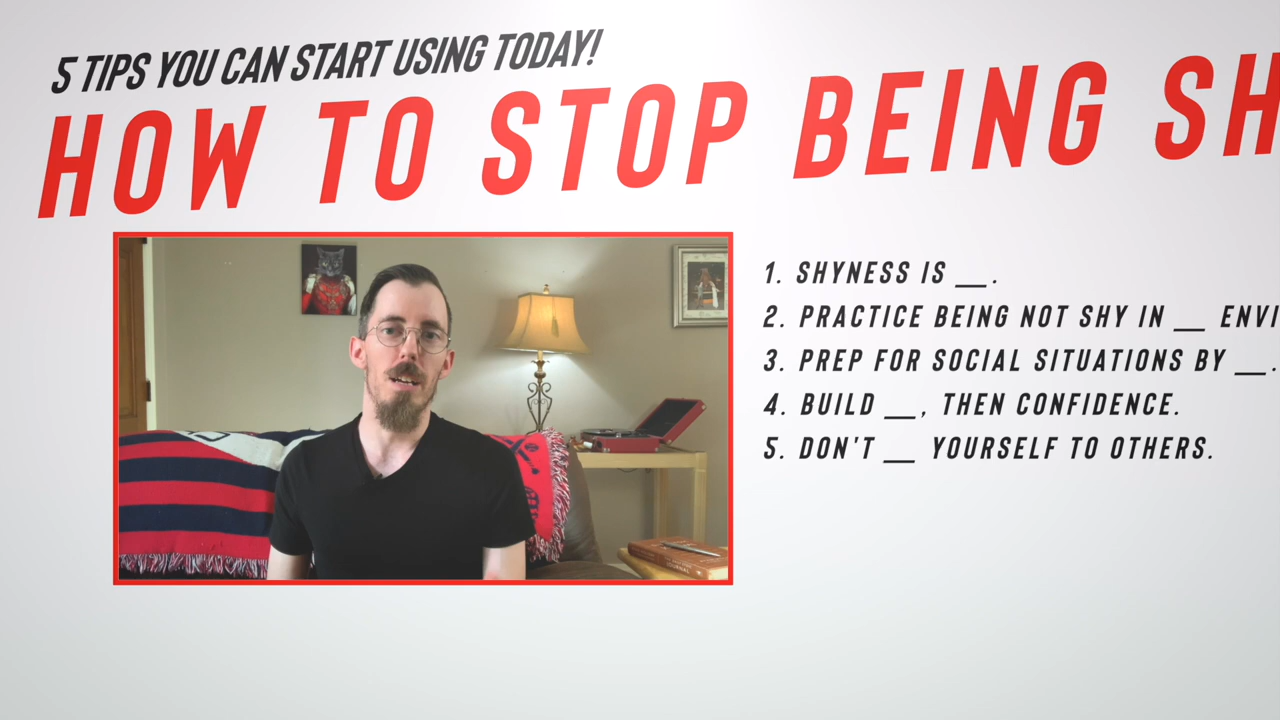 5 TIPS YOU CAN START USING TODAY!
HOW TO STOP BEING SH
1. SHYNESS IS __.
2. PRACTICE BEING NOT SHY IN __ ENVI
3. PREP FOR SOCIAL SITUATIONS BY __.
4. BUILD __, THEN CONFIDENCE.
5. DON'T __ YOURSELF TO OTHERS.
JOURNAL